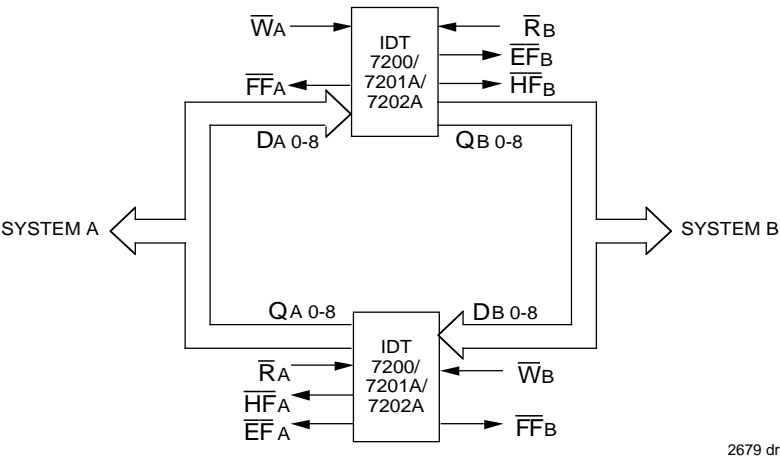 W̅A
IDT
7200/
7201A/
7202A
R̅B
E̅F̅B
F̅F̅A
H̅F̅B
DA 0-8
QB 0-8
SYSTEM A
SYSTEM B
QA 0-8
DB 0-8
IDT
7200/
7201A/
7202A
R̅A
W̅B
H̅F̅A
E̅F̅A
F̅F̅B
2679 dr